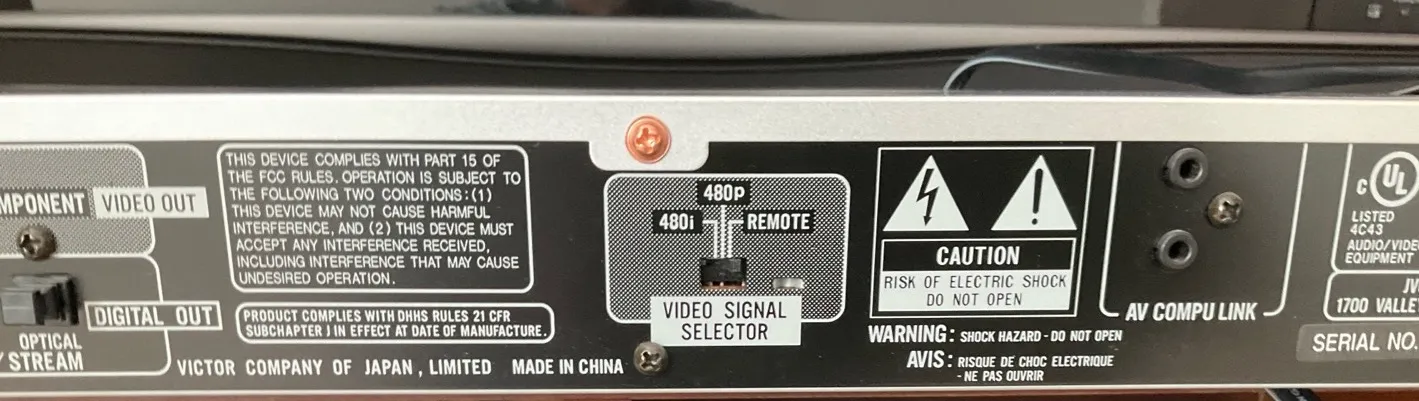 VIDEO OUT
DIGITAL OUT
OPTICAL
STREAM
THIS DEVICE COMPLIES WITH PART 15 OF
THE FCC RULES. OPERATION IS SUBJECT TO
THE FOLLOWING TWO CONDITIONS: (1)
THIS DEVICE MAY NOT CAUSE HARMFUL
INTERFERENCE, AND (2) THIS DEVICE MUST
ACCEPT ANY INTERFERENCE RECEIVED,
INCLUDING INTERFERENCE THAT MAY CAUSE
UNDESIRED OPERATION.
PRODUCT COMPLIES WITH DHHS RULES 21 CFR
SUBCHAPTER J IN EFFECT AT DATE OF MANUFACTURE.
VICTOR COMPANY OF JAPAN, LIMITED MADE IN CHINA
480p
480i REMOTE
VIDEO SIGNAL
SELECTOR
CAUTION
RISK OF ELECTRIC SHOCK
DO NOT OPEN
WARNING: SHOCK HAZARD - DO NOT OPEN
AVIS: RISQUE DE CHOC ELECTRIQUE
- NE PAS OUVRIR
AV COMPU LINK
C UL
LISTED
4C43
AUDIO/VIDEO
EQUIPMENT
1700 VALLE
SERIAL NO.